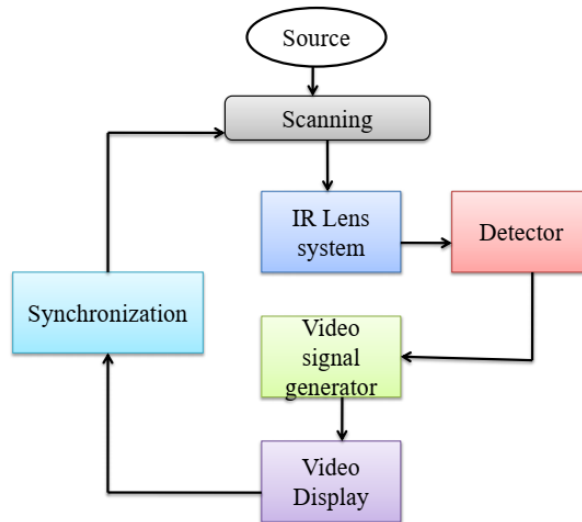 Source
Scanning
IR Lens
system
Detector
Synchronization
Video
signal
generator
Video
Display